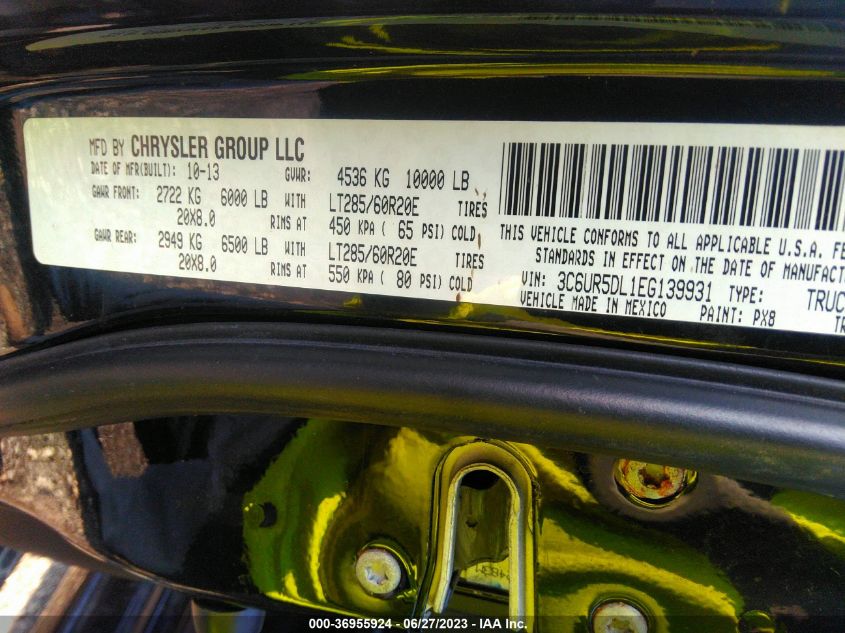 MFD BY CHRYSLER GROUP LLC
DATE OF MFR(BUILT): 10-13 GVWR: 4536 KG 10000 LB
GAWR FRONT: 2722 KG 6000 LB WITH LT285/60R20E TIRES
20X8.0 RIMS AT 450 KPA ( 65 PSI) COLD
GAWR REAR: 2949 KG 6500 LB WITH LT285/60R20E TIRES
20X8.0 RIMS AT 550 KPA ( 80 PSI) COLD
THIS VEHICLE CONFORMS TO ALL APPLICABLE U.S.A. FE
STANDARDS IN EFFECT ON THE DATE OF MANUFACT
VIN: 3C6UR5DL1EG139931 TYPE: TRUC
VEHICLE MADE IN MEXICO PAINT: PX8 TR
000-36955924 - 06/27/2023 - IAA Inc.